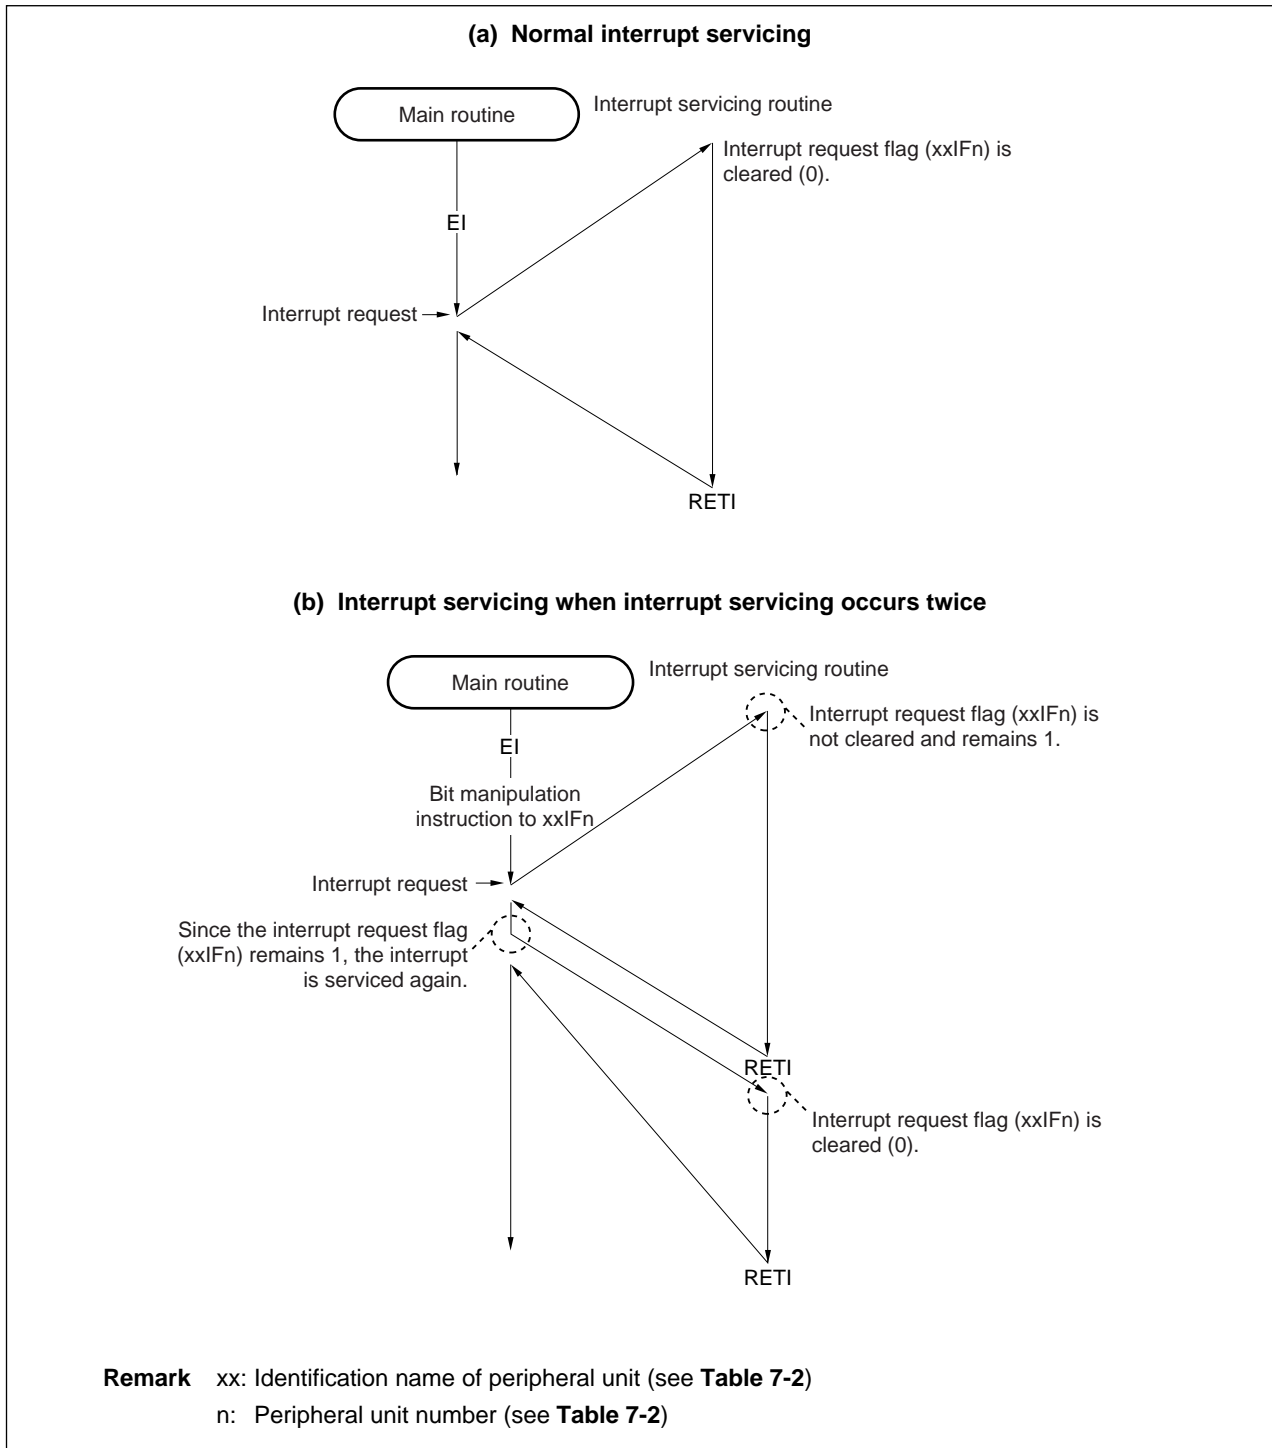 (a) Normal interrupt servicing
Main routine
Interrupt servicing routine
Interrupt request flag (xxIFn) is
cleared (0).
EI
Interrupt request
RETI
(b) Interrupt servicing when interrupt servicing occurs twice
Main routine
Interrupt servicing routine
Interrupt request flag (xxIFn) is
not cleared and remains 1.
EI
Bit manipulation
instruction to xxIFn
Interrupt request
Since the interrupt request flag
(xxIFn) remains 1, the interrupt
is serviced again.
RETI
Interrupt request flag (xxIFn) is
cleared (0).
RETI
Remark xx: Identification name of peripheral unit (see Table 7-2)
n: Peripheral unit number (see Table 7-2)